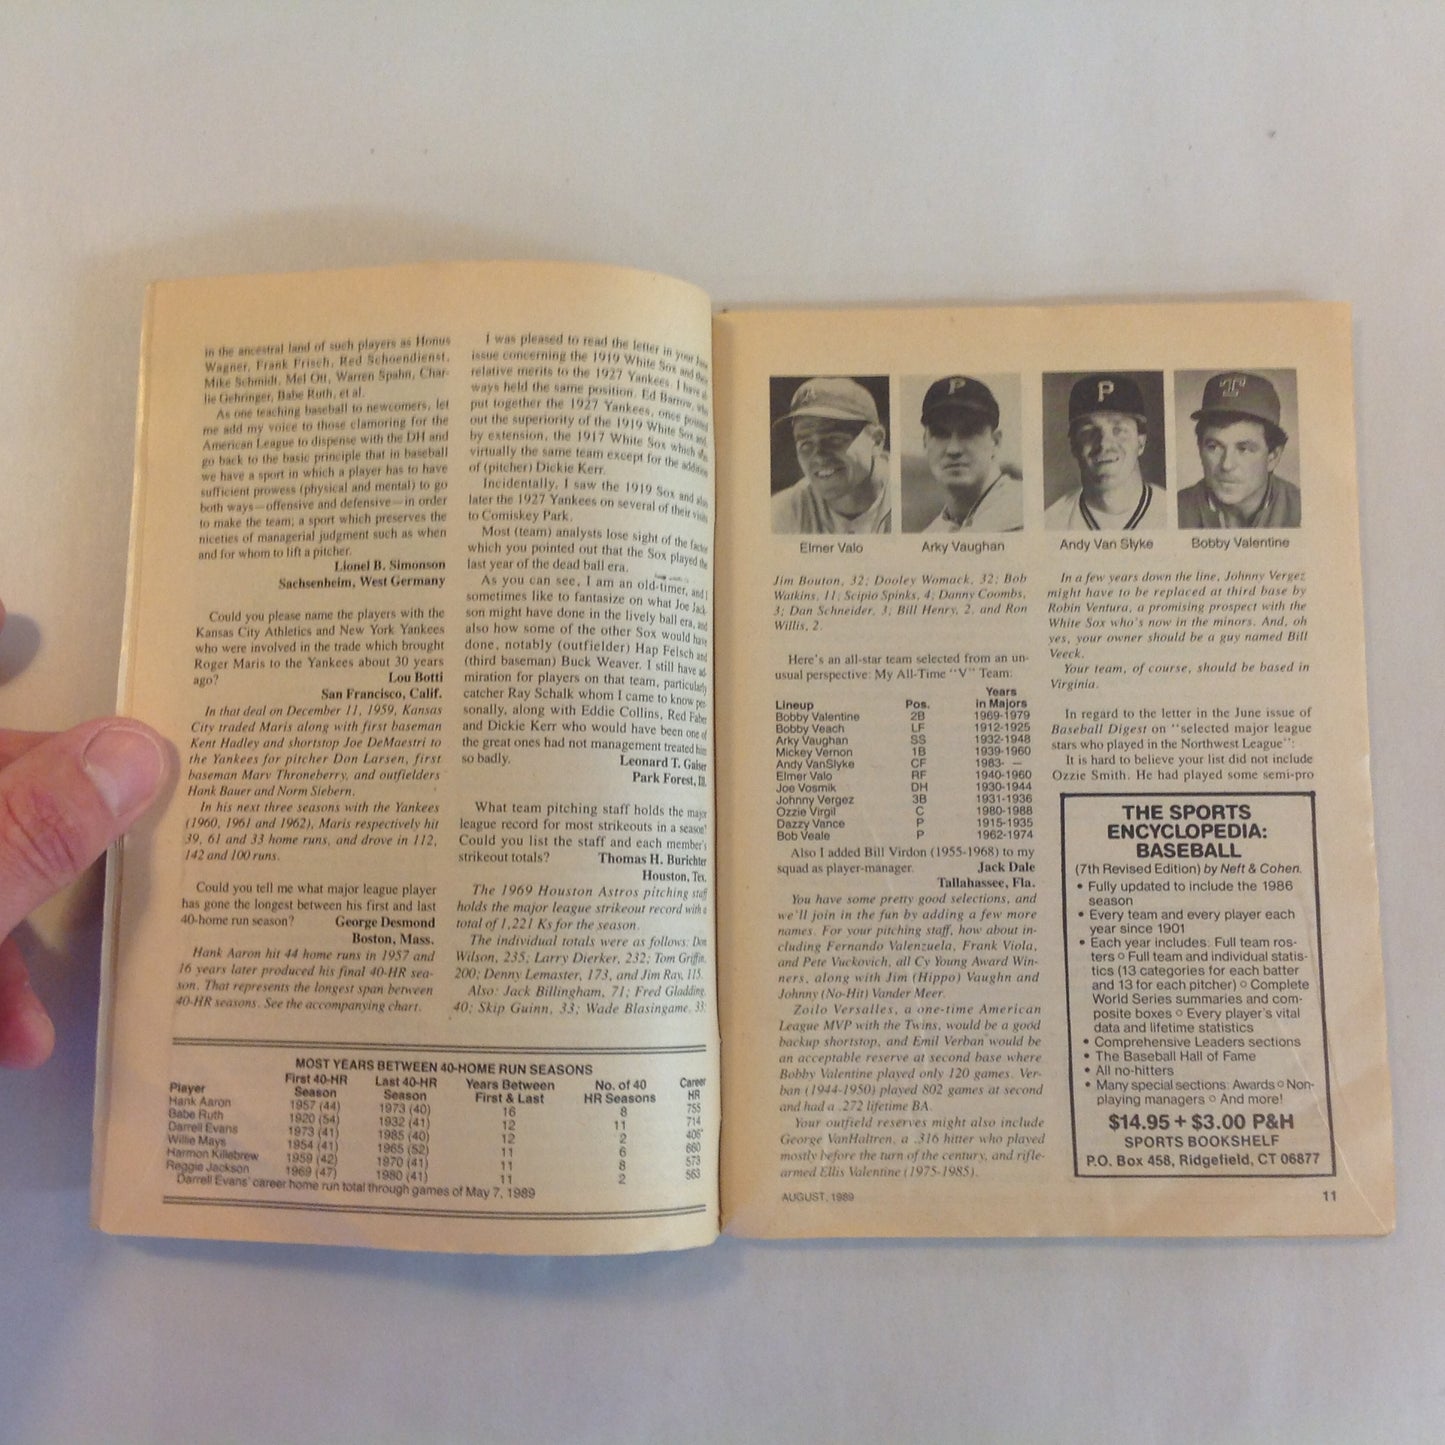 in the ancestral land of such players as Honus
Wagner, Frank Frisch, Red Schoendienst,
Mike Schmidt, Mel Ott, Warren Spahn, Char-
lie Gehringer, Babe Ruth, et al.
As one teaching baseball to newcomers, let
me add my voice to those clamoring for the
American League to dispense with the DH and
go back to the basic principle that in baseball
we have a sport in which a player has to have
sufficient prowess (physical and mental) to go
both ways—offensive and defensive—in order
to make the team; a sport which preserves the
niceties of managerial judgment such as when
and for whom to lift a pitcher.
Lionel B. Simonson
Sachsenheim, West Germany
Could you please name the players with the
Kansas City Athletics and New York Yankees
who were involved in the trade which brought
Roger Maris to the Yankees about 30 years
ago? Lou Botti
San Francisco, Calif.
In that deal on December 11, 1959, Kansas
City traded Maris along with first baseman
Kent Hadley and shortstop Joe DeMaestri to
the Yankees for pitcher Don Larsen, first
baseman Marv Throneberry, and outfielders
Hank Bauer and Norm Siebern.
In his next three seasons with the Yankees
(1960, 1961 and 1962), Maris respectively hit
39, 61 and 33 home runs, and drove in 112,
142 and 100 runs.
Could you tell me what major league player
has gone the longest between his first and last
40-home run season? George Desmond
Boston, Mass.
Hank Aaron hit 44 home runs in 1957 and
16 years later produced his final 40-HR sea-
son. That represents the longest span between
40-HR seasons. See the accompanying chart.
I was pleased to read the letter in your June
issue concerning the 1919 White Sox and their
relative merits to the 1927 Yankees. I have
ways held the same position. Ed Barrow, who
put together the 1927 Yankees, once pointed
out the superiority of the 1919 White Sox and,
by extension, the 1917 White Sox which
virtually the same team except for the addition
of (pitcher) Dickie Kerr.
Incidentally, I saw the 1919 Sox and also
later the 1927 Yankees on several of their visits
to Comiskey Park.
Most (team) analysts lose sight of the factor
which you pointed out that the Sox played the
last year of the dead ball era.
As you can see, I am an old-timer, and I
sometimes like to fantasize on what Joe Jack-
son might have done in the lively ball era, and
also how some of the other Sox would have
done, notably (outfielder) Hap Felsch and
(third baseman) Buck Weaver. I still have ad-
miration for players on that team, particularly
catcher Ray Schalk whom I came to know per-
sonally, along with Eddie Collins, Red Faber
and Dickie Kerr who would have been one of
the great ones had not management treated him
so badly. Leonard T. Gaiser
Park Forest, Ill.
What team pitching staff holds the major
league record for most strikeouts in a season?
Could you list the staff and each member's
strikeout totals? Thomas H. Burichter
Houston, Tex.
The 1969 Houston Astros pitching staff
holds the major league strikeout record with a
total of 1,221 Ks for the season.
The individual totals were as follows: Don
Wilson, 235; Larry Dierker, 232; Tom Griffin,
200; Denny Lemaster, 173, and Jim Ray, 115.
Also: Jack Billingham, 71; Fred Gladding,
40; Skip Guinn, 33; Wade Blasingame, 33;
MOST YEARS BETWEEN 40-HOME RUN SEASONS
Player First 40-HR Season Last 40-HR Season Years Between First & Last No. of 40 HR Seasons Career HR
Hank Aaron 1957 (44) 1973 (40) 16 8 755
Babe Ruth 1920 (54) 1932 (41) 12 11 714
Darrell Evans 1973 (41) 1985 (40) 12 2 406*
Willie Mays 1954 (41) 1965 (52) 11 6 660
Harmon Killebrew 1959 (42) 1970 (41) 11 8 573
Reggie Jackson 1969 (47) 1980 (41) 11 2 563
Darrell Evans' career home run total through games of May 7, 1989
Elmer Valo
Arky Vaughan
Andy Van Slyke
Bobby Valentine
Jim Bouton, 32; Dooley Womack, 32; Bob
Watkins, 11; Scipio Spinks, 4; Danny Coombs,
3; Dan Schneider, 3; Bill Henry, 2, and Ron
Willis, 2.
Here's an all-star team selected from an un-
usual perspective: My All-Time "V" Team:
Lineup Pos. Years in Majors
Bobby Valentine 2B 1969-1979
Bobby Veach LF 1912-1925
Arky Vaughan SS 1932-1948
Mickey Vernon 1B 1939-1960
Andy VanSlyke CF 1983- —
Elmer Valo RF 1940-1960
Joe Vosmik DH 1930-1944
Johnny Vergez 3B 1931-1936
Ozzie Virgil C 1980-1988
Dazzy Vance P 1915-1935
Bob Veale P 1962-1974
Also I added Bill Virdon (1955-1968) to my
squad as player-manager. Jack Dale
Tallahassee, Fla.
You have some pretty good selections, and
we'll join in the fun by adding a few more
names. For your pitching staff, how about in-
cluding Fernando Valenzuela, Frank Viola,
and Pete Vuckovich, all Cy Young Award Win-
ners, along with Jim (Hippo) Vaughn and
Johnny (No-Hit) Vander Meer.
Zoilo Versalles, a one-time American
League MVP with the Twins, would be a good
backup shortstop, and Emil Verban would be
an acceptable reserve at second base where
Bobby Valentine played only 120 games. Ver-
ban (1944-1950) played 802 games at second
and had a .272 lifetime BA.
Your outfield reserves might also include
George VanHaltren, a .316 hitter who played
mostly before the turn of the century, and rifle-
armed Ellis Valentine (1975-1985).
In a few years down the line, Johnny Vergez
might have to be replaced at third base by
Robin Ventura, a promising prospect with the
White Sox who's now in the minors. And, oh
yes, your owner should be a guy named Bill
Veeck.
Your team, of course, should be based in
Virginia.
In regard to the letter in the June issue of
Baseball Digest on "selected major league
stars who played in the Northwest League":
It is hard to believe your list did not include
Ozzie Smith. He had played some semi-pro
THE SPORTS
ENCYCLOPEDIA:
BASEBALL
(7th Revised Edition) by Neft & Cohen.
• Fully updated to include the 1986
season
• Every team and every player each
year since 1901
• Each year includes: Full team ros-
ters ○ Full team and individual statis-
tics (13 categories for each batter
and 13 for each pitcher) ○ Complete
World Series summaries and com-
posite boxes ○ Every player's vital
data and lifetime statistics
• Comprehensive Leaders sections
• The Baseball Hall of Fame
• All no-hitters
• Many special sections: Awards ○ Non-
playing managers ○ And more!
$14.95 + $3.00 P&H
SPORTS BOOKSHELF
P.O. Box 458, Ridgefield, CT 06877
AUGUST, 1989
11